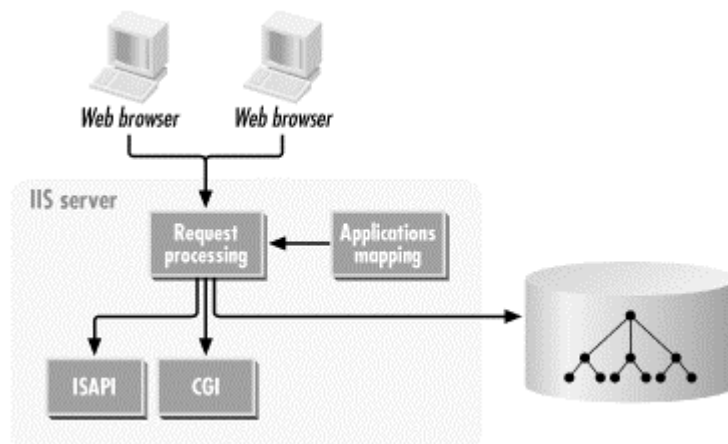 Web browser
Web browser
IIS server
Request
processing
Applications
mapping
ISAPI
CGI